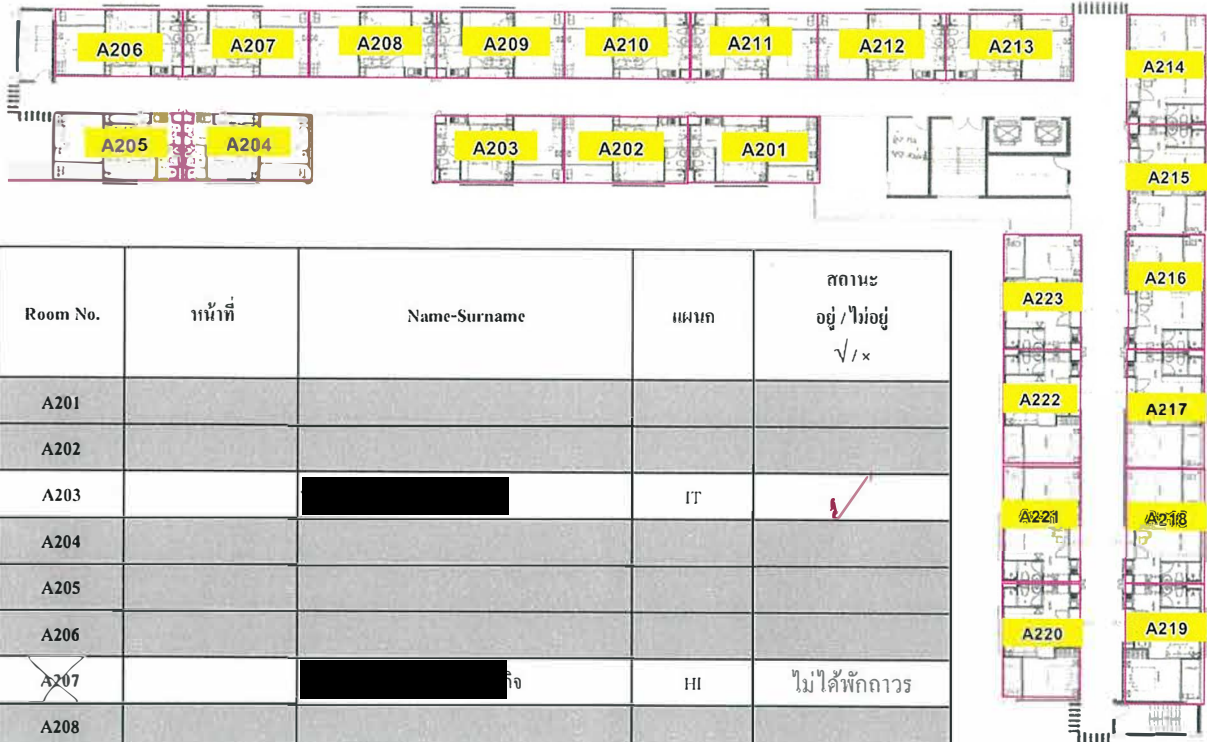 A206 A207 A208 A209 A210 A211 A212 A213
A214
A205 A204 A203 A202 A201
A215
A216
A223
A222
A217
A221 A218
A220 A219
Room No. หน้าที่ Name-Surname แผนก สถานะ
อยู่ / ไม่อยู่
√ / ×
A201
A202
A203 IT ✓
A204
A205
A206
A207 กิจ HI ไม่ได้พักถาวร
A208